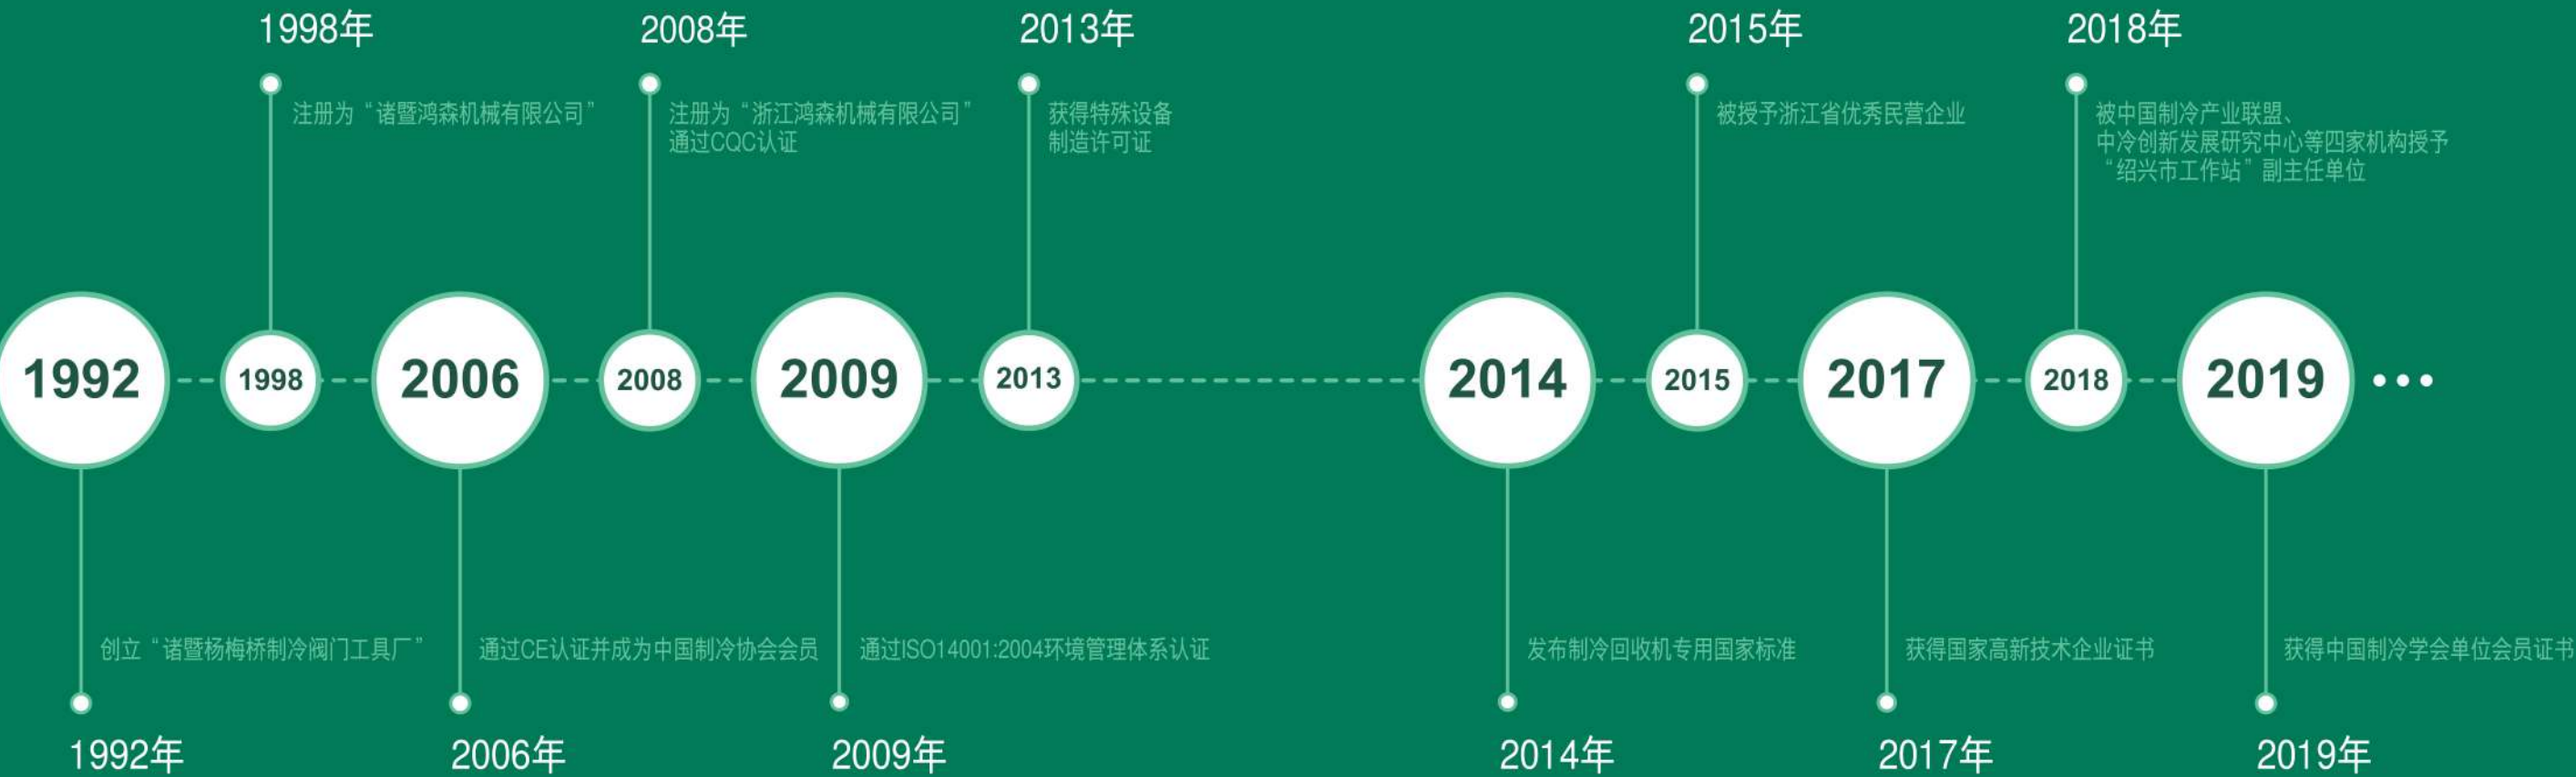 1998年
2008年
2013年
2015年
2018年
注册为“诸暨鸿森机械有限公司”
注册为“浙江鸿森机械有限公司”
通过CQC认证
获得特殊设备
制造许可证
被授予浙江省优秀民营企业
被中国制冷产业联盟、
中冷创新发展研究中心等四家机构授予
“绍兴市工作站”副主任单位
1992
1998
2006
2008
2009
2013
2014
2015
2017
2018
2019
创立“诸暨杨梅桥制冷阀门工具厂”
通过CE认证并成为中国制冷协会会员
通过ISO14001:2004环境管理体系认证
发布制冷回收机专用国家标准
获得国家高新技术企业证书
获得中国制冷学会单位会员证书
1992年
2006年
2009年
2014年
2017年
2019年